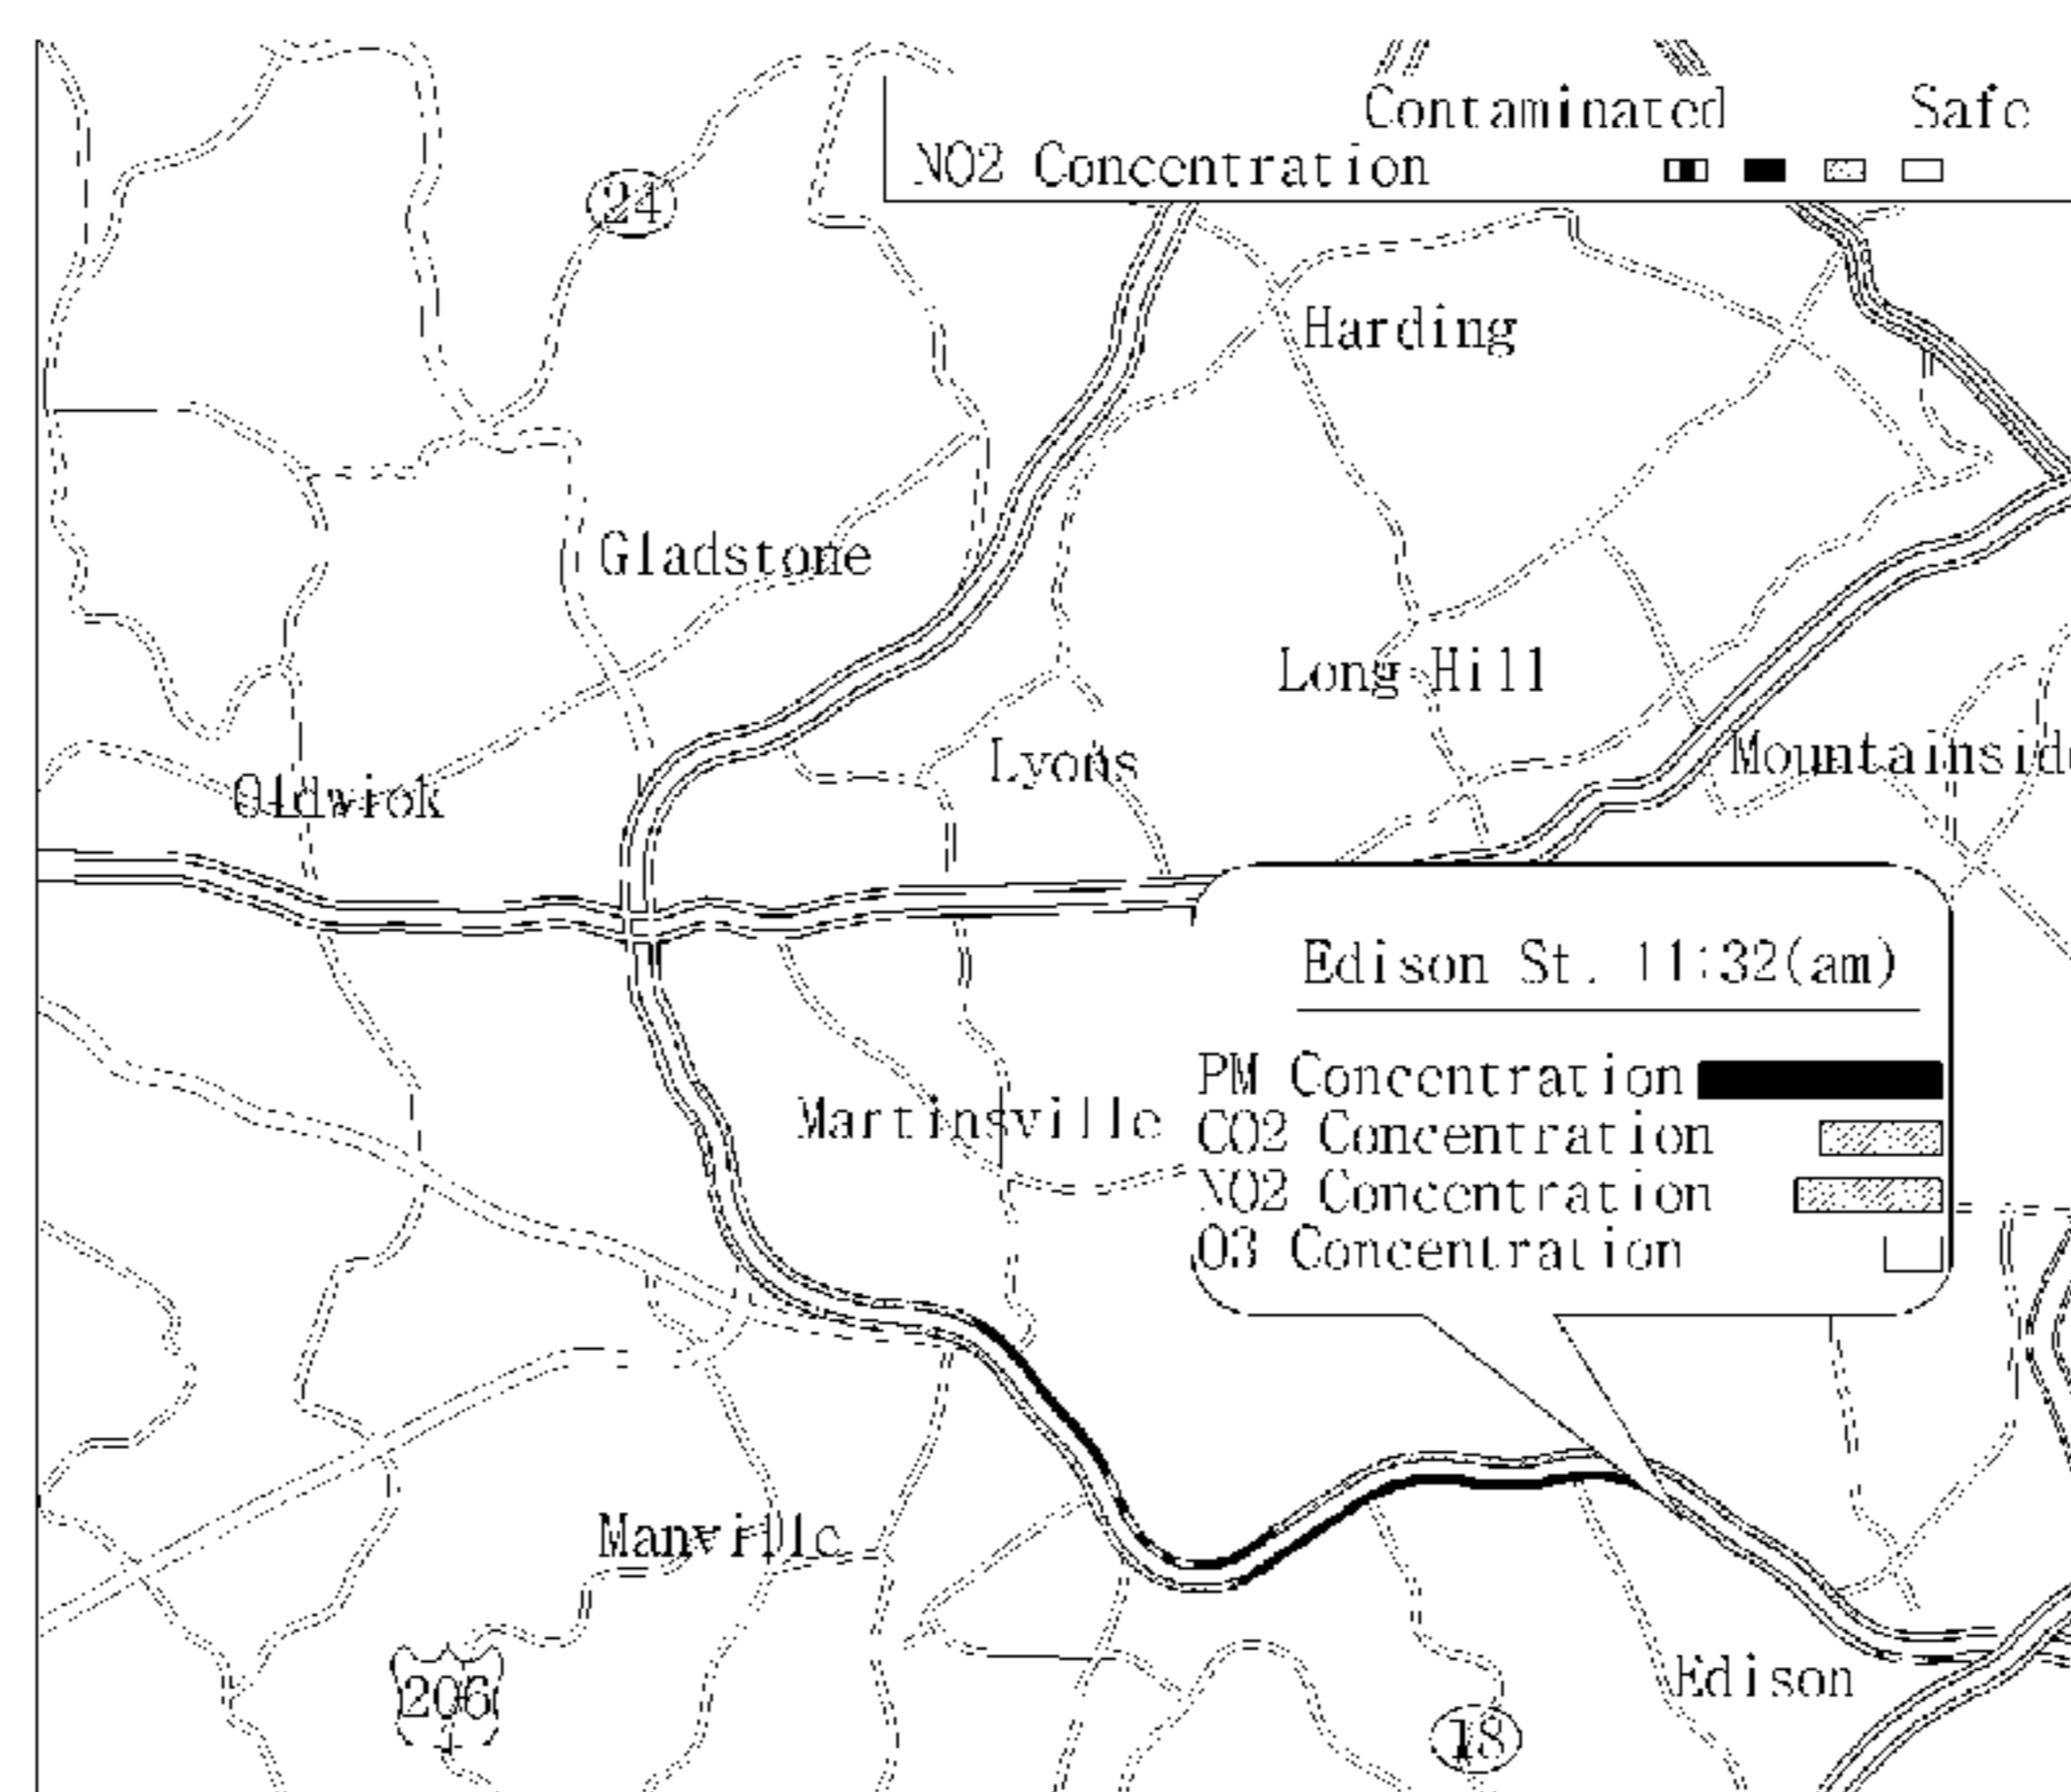 Contaminated Safe
NO2 Concentration
24
Harding
Gladstone
Long Hill
Lyons
Mountainside
Oldwick
Edison St. 11:32(am)
PM Concentration
CO2 Concentration
NO2 Concentration
O3 Concentration
Martinsville
Manville
206
Edison
18